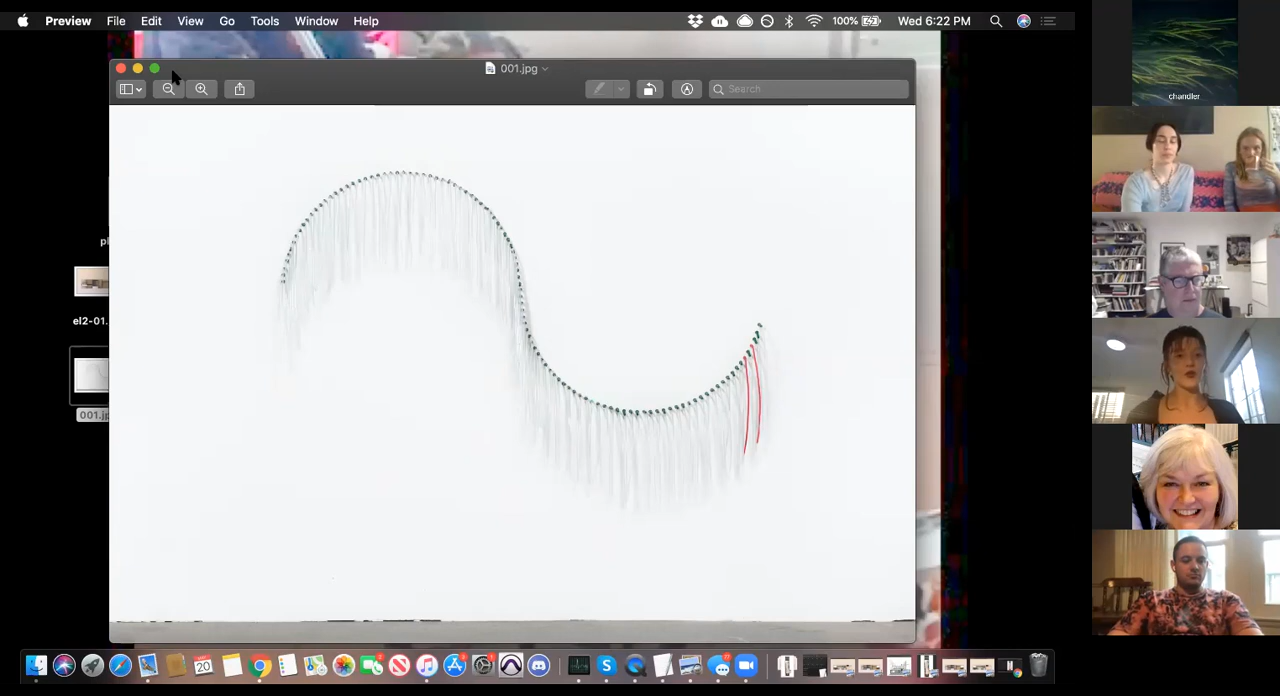 Preview File Edit View Go Tools Window Help 100% Wed 6:22 PM
001.jpg
Search
chandler
pl
el2-01.
001.jp